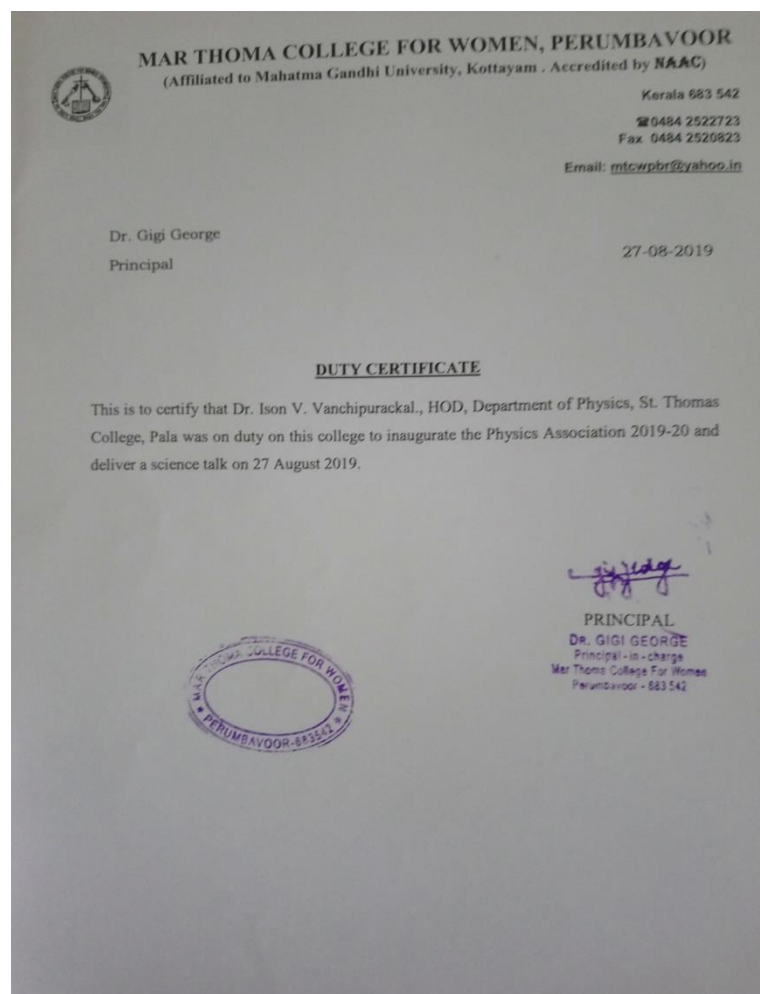 MAR THOMA COLLEGE FOR WOMEN, PERUMBAVOOR
(Affiliated to Mahatma Gandhi University, Kottayam . Accredited by NAAC)
Kerala 683 542
☎0484 2522723
Fax 0484 2520823
Email: mtcwpbr@yahoo.in
Dr. Gigi George
27-08-2019
Principal
DUTY CERTIFICATE
This is to certify that Dr. Ison V. Vanchipurackal., HOD, Department of Physics, St. Thomas
College, Pala was on duty on this college to inaugurate the Physics Association 2019-20 and
deliver a science talk on 27 August 2019.
PRINCIPAL
DR. GIGI GEORGE
Principal - in - charge
Mar Thoma College For Women
Perumbavoor - 683 542
MAR THOMA COLLEGE FOR WOMEN
PERUMBAVOOR-683542